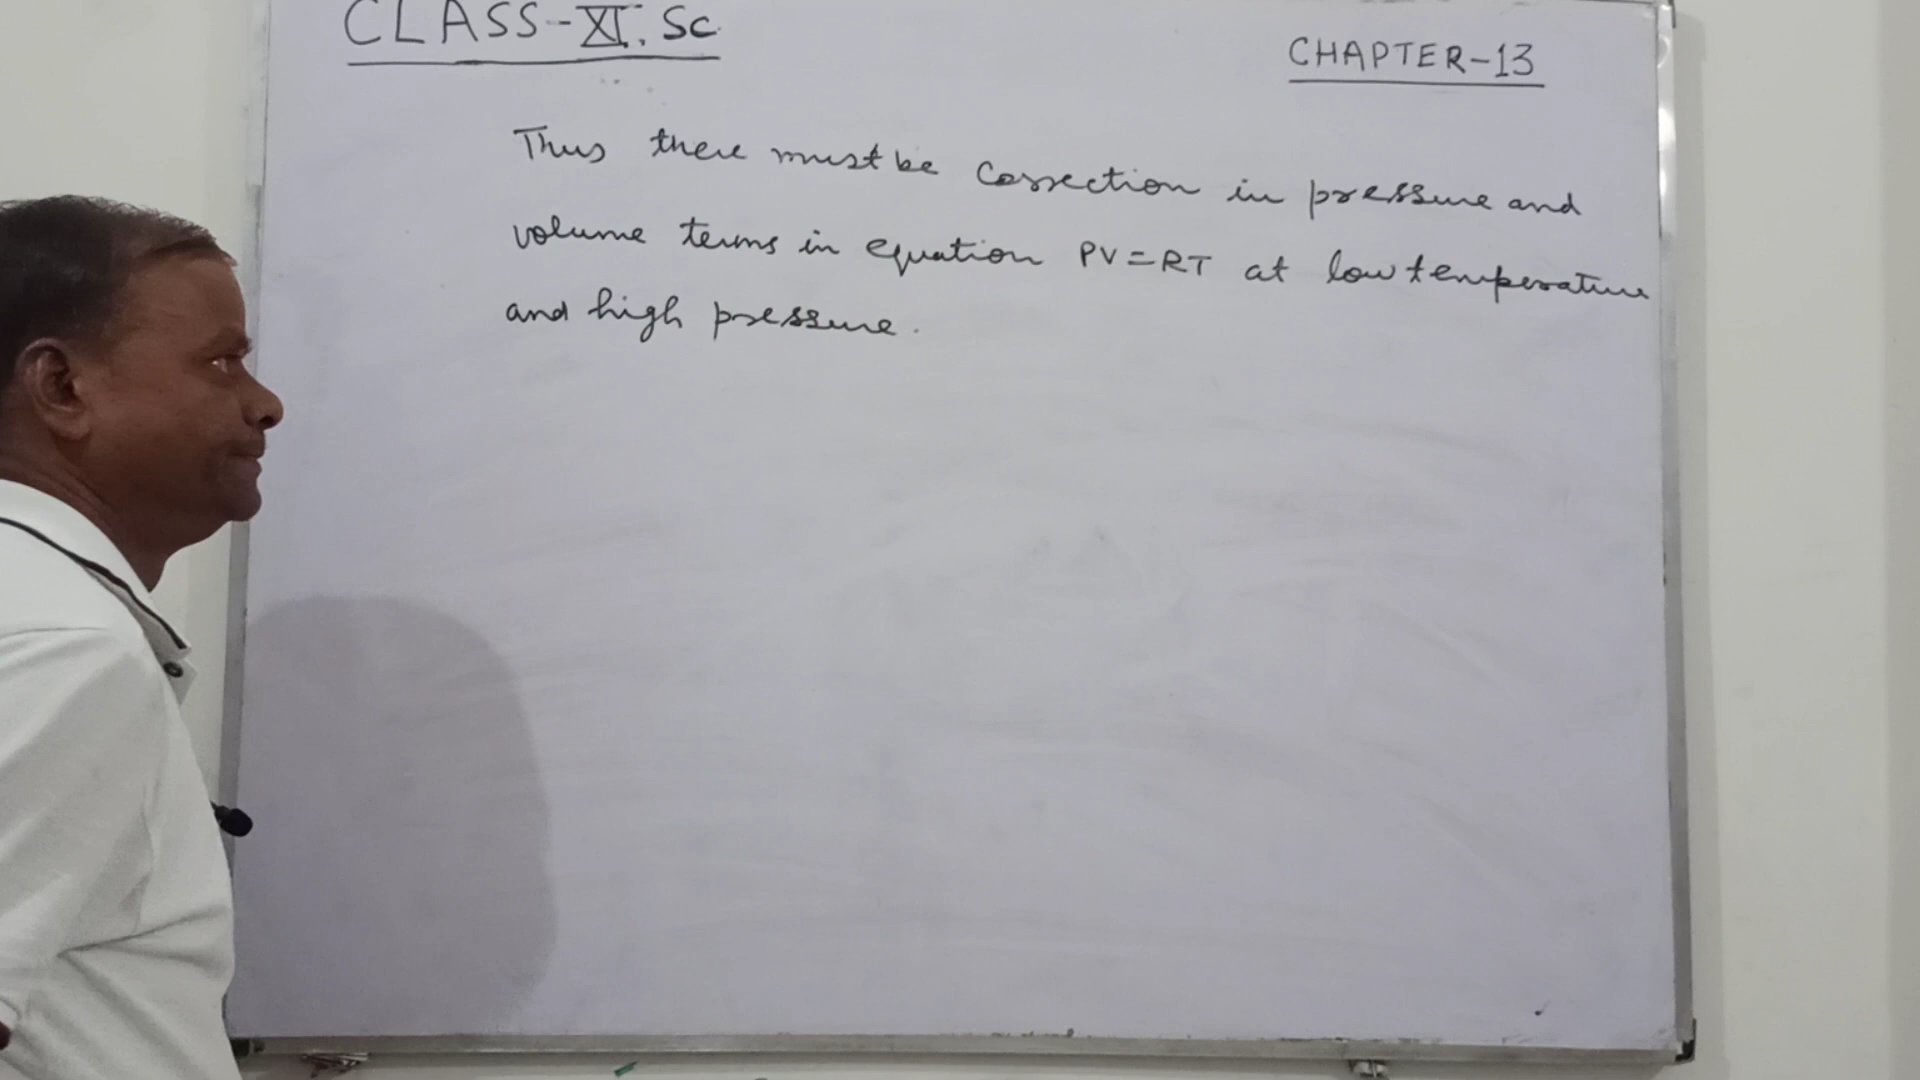 CLASS-XI. Sc
CHAPTER-13
Thus there must be correction in pressure and
volume terms in equation PV=RT at low temperature
and high pressure.